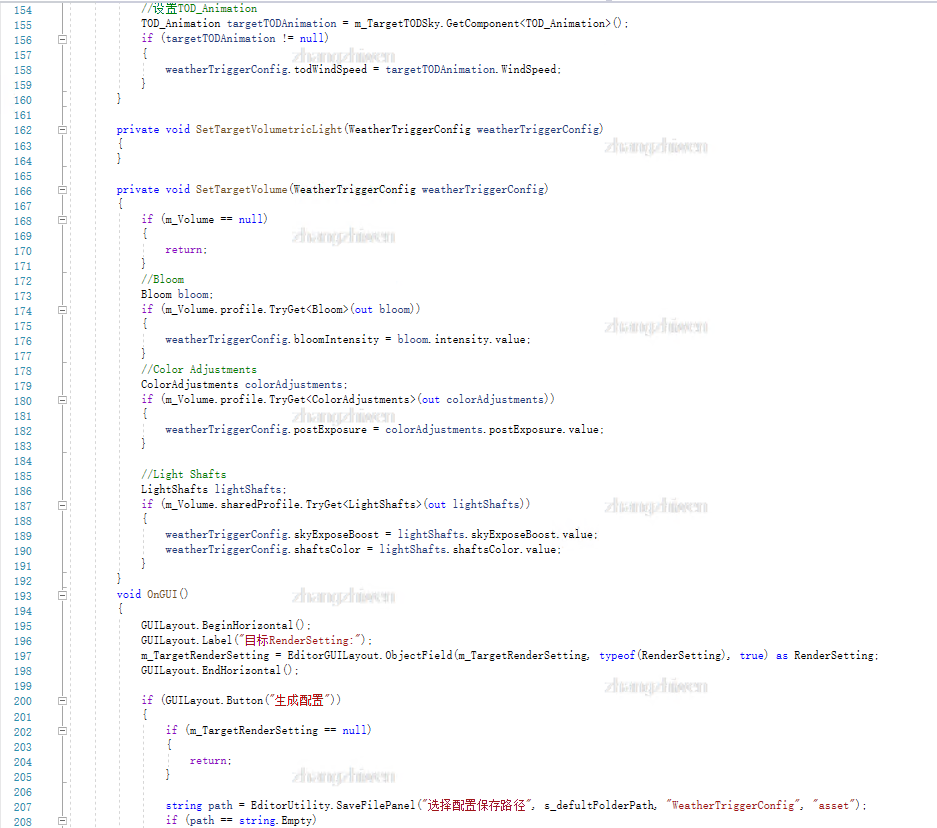 154 //设置TOD_Animation
155 TOD_Animation targetTODAnimation = m_TargetTODSky.GetComponent<TOD_Animation>();
156 if (targetTODAnimation != null)
157 {
zhangzhiwen
158 weatherTriggerConfig.todWindSpeed = targetTODAnimation.WindSpeed;
159 }
160 }
161
162 private void SetTargetVolumetricLight(WeatherTriggerConfig weatherTriggerConfig)
163 {
zhangzhiwen
164 }
165
166 private void SetTargetVolume(WeatherTriggerConfig weatherTriggerConfig)
167 {
168 if (m_Volume == null)
169 {
zhangzhiwen
170 return;
171 }
172 //Bloom
173 Bloom bloom;
174 if (m_Volume.profile.TryGet<Bloom>(out bloom))
175 {
zhangzhiwen
176 weatherTriggerConfig.bloomIntensity = bloom.intensity.value;
177 }
178 //Color Adjustments
179 ColorAdjustments colorAdjustments;
180 if (m_Volume.profile.TryGet<ColorAdjustments>(out colorAdjustments))
181 {
zhangzhiwen
182 weatherTriggerConfig.postExposure = colorAdjustments.postExposure.value;
183 }
184
185 //Light Shafts
186 LightShafts lightShafts;
187 if (m_Volume.sharedProfile.TryGet<LightShafts>(out lightShafts))
zhangzhiwen
188 {
189 weatherTriggerConfig.skyExposeBoost = lightShafts.skyExposeBoost.value;
190 weatherTriggerConfig.shaftsColor = lightShafts.shaftsColor.value;
191 }
192 }
193 void OnGUI()
zhangzhiwen
194 {
195 GUILayout.BeginHorizontal();
196 GUILayout.Label("目标RenderSetting:");
197 m_TargetRenderSetting = EditorGUILayout.ObjectField(m_TargetRenderSetting, typeof(RenderSetting), true) as RenderSetting;
198 GUILayout.EndHorizontal();
199
zhangzhiwen
200 if (GUILayout.Button("生成配置"))
201 {
202 if (m_TargetRenderSetting == null)
203 {
204 return;
205 }
zhangzhiwen
206
207 string path = EditorUtility.SaveFilePanel("选择配置保存路径", s_defultFolderPath, "WeatherTriggerConfig", "asset");
208 if (path == string.Empty)